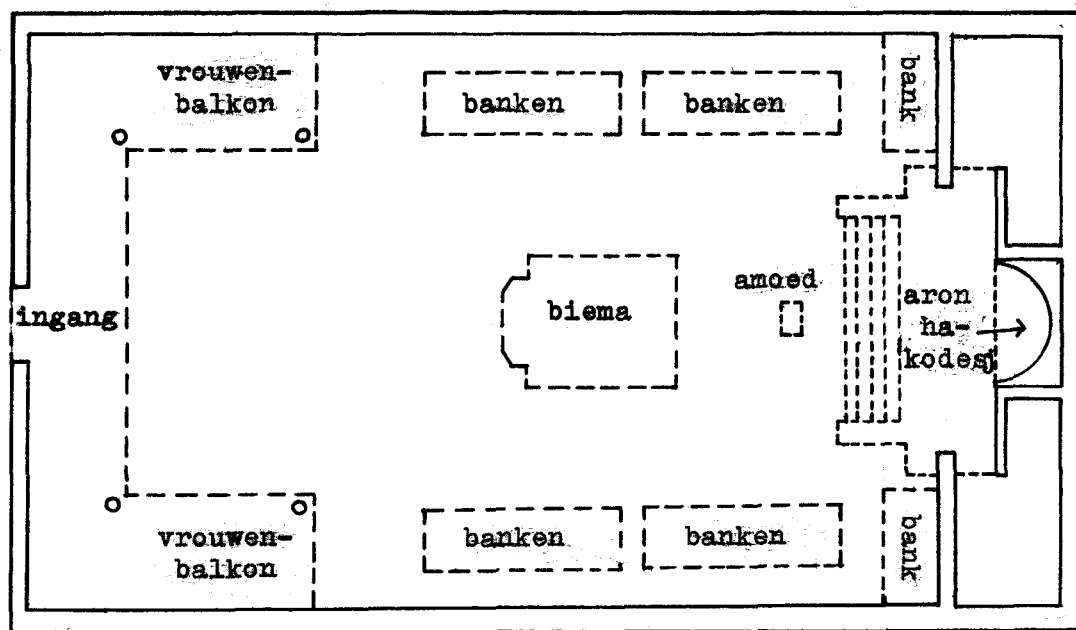 vrouwen-
balkon
banken
banken
bank
ingang
biema
amoed
aron
ha-
kodesj
vrouwen-
balkon
banken
banken
bank